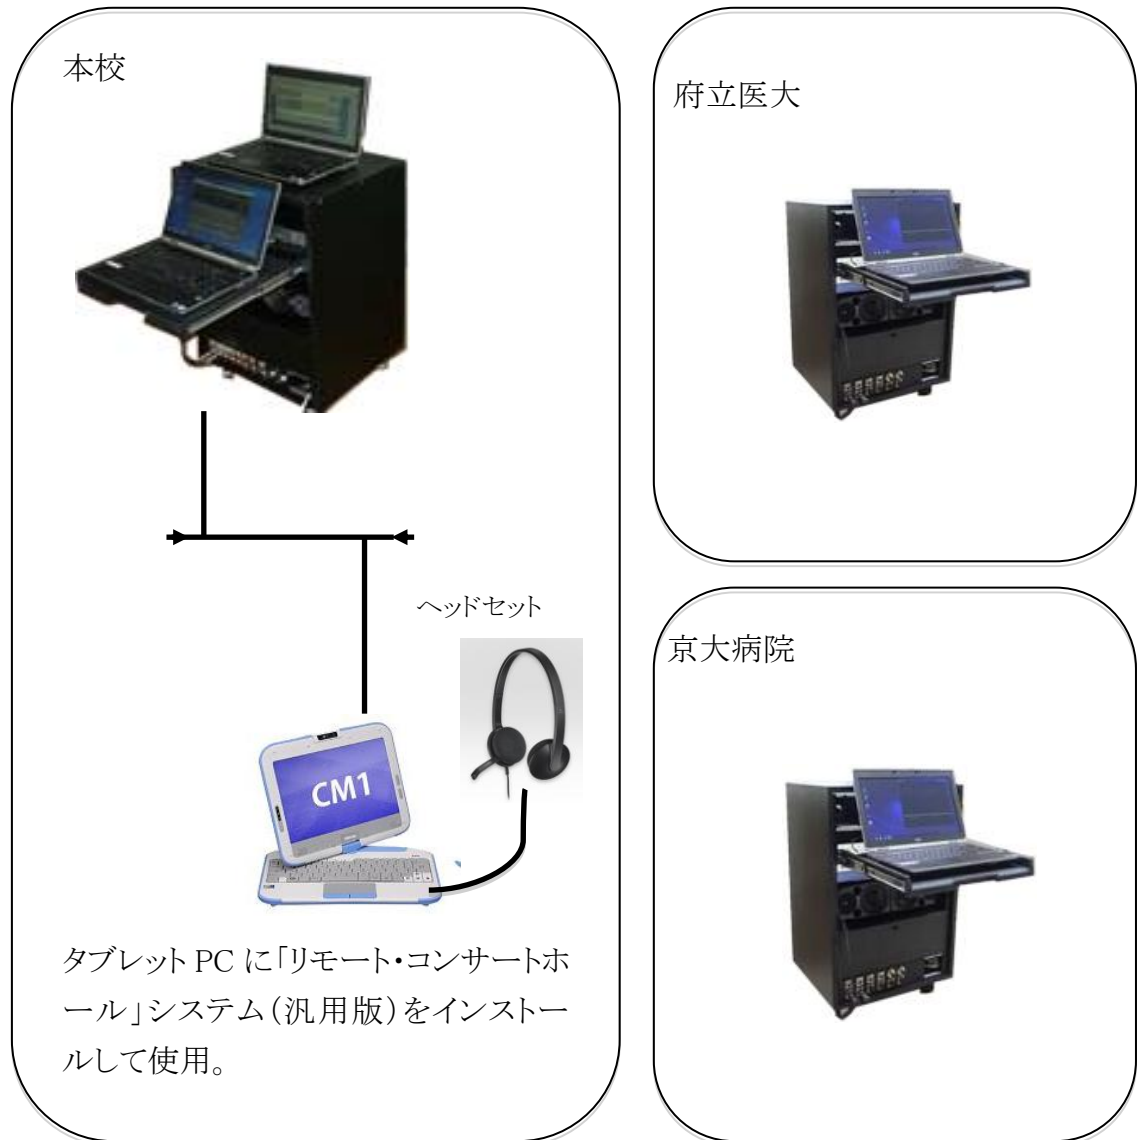 本校
府立医大
ヘッドセット
京大病院
CM1
タブレット PC に「リモート・コンサートホ
ール」システム(汎用版)をインストー
ルして使用。